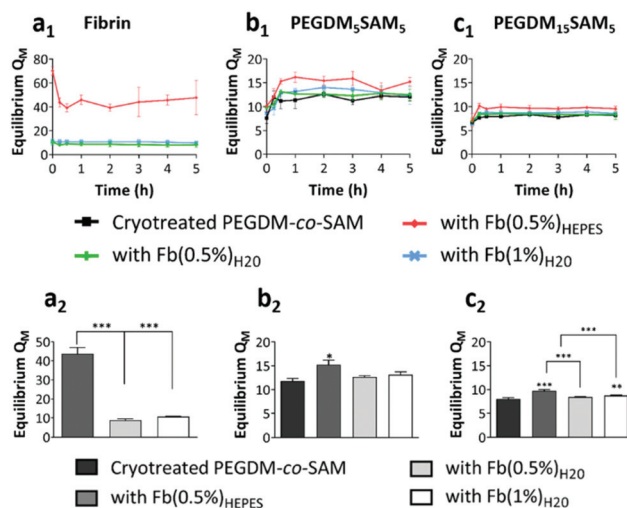 a1 Fibrin
b1 PEGDM5SAM5
c1 PEGDM15SAM5
Equilibrium QM
80
60
40
20
0
0 1 2 3 4 5
Time (h)
Equilibrium QM
20
15
10
5
0
0 1 2 3 4 5
Time (h)
Equilibrium QM
20
15
10
5
0
0 1 2 3 4 5
Time (h)
Cryotreated PEGDM-co-SAM
with Fb(0.5%)HEPES
with Fb(0.5%)H20
with Fb(1%)H20
a2
Equilibrium QM
50
40
30
20
10
0
*** ***
b2
Equilibrium QM
20
15
10
5
0
*
c2
Equilibrium QM
20
15
10
5
0
***
***
*** **
Cryotreated PEGDM-co-SAM
with Fb(0.5%)H20
with Fb(0.5%)HEPES
with Fb(1%)H20